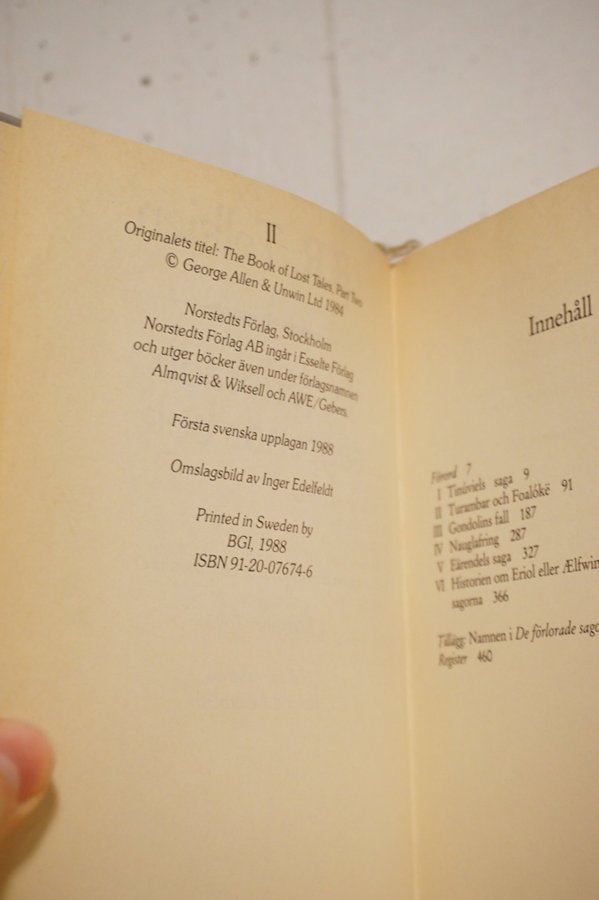 II
Originalets titel: The Book of Lost Tales, Part Two
© George Allen & Unwin Ltd 1984
Norstedts Förlag, Stockholm
Norstedts Förlag AB ingår i Esselte Förlag
och utger böcker även under förlagsnamnen
Almqvist & Wiksell och AWE/Gebers.
Första svenska upplagan 1988
Omslagsbild av Inger Edelfeldt
Printed in Sweden by
BGI, 1988
ISBN 91-20-07674-6
Innehåll
Förord 7
I Tinúviels saga 9
II Turambar och Foalókë 91
III Gondolins fall 187
IV Nauglafring 287
V Eärendels saga 327
VI Historien om Eriol eller Ælfwin
sagorna 366
Tillägg: Namnen i De förlorade sago
Register 460